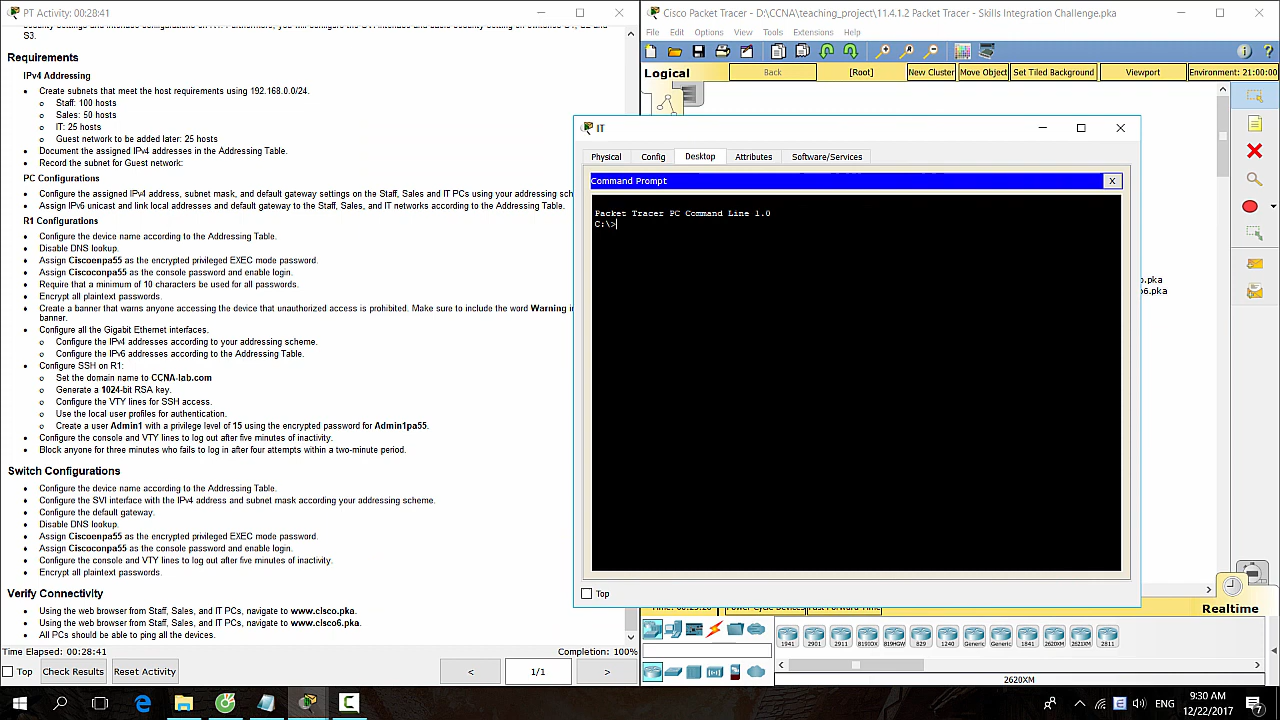 PT Activity: 00:28:41
S3.
Requirements
IPv4 Addressing
Create subnets that meet the host requirements using 192.168.0.0/24.
Staff: 100 hosts
Sales: 50 hosts
IT: 25 hosts
Guest network to be added later: 25 hosts
Document the assigned IPv4 addresses in the Addressing Table.
Record the subnet for Guest network:
PC Configurations
Configure the assigned IPv4 address, subnet mask, and default gateway settings on the Staff, Sales and IT PCs using your addressing sch
Assign IPv6 unicast and link local addresses and default gateway to the Staff, Sales, and IT networks according to the Addressing Table.
R1 Configurations
Configure the device name according to the Addressing Table.
Disable DNS lookup.
Assign Ciscoenpa55 as the encrypted privileged EXEC mode password.
Assign Ciscoconpa55 as the console password and enable login.
Require that a minimum of 10 characters be used for all passwords.
Encrypt all plaintext passwords.
Create a banner that warns anyone accessing the device that unauthorized access is prohibited. Make sure to include the word Warning in
banner.
Configure all the Gigabit Ethernet interfaces.
Configure the IPv4 addresses according to your addressing scheme.
Configure the IPv6 addresses according to the Addressing Table.
Configure SSH on R1:
Set the domain name to CCNA-lab.com
Generate a 1024-bit RSA key.
Configure the VTY lines for SSH access.
Use the local user profiles for authentication.
Create a user Admin1 with a privilege level of 15 using the encrypted password for Admin1pa55.
Configure the console and VTY lines to log out after five minutes of inactivity.
Block anyone for three minutes who fails to log in after four attempts within a two-minute period.
Switch Configurations
Configure the device name according to the Addressing Table.
Configure the SVI interface with the IPv4 address and subnet mask according your addressing scheme.
Configure the default gateway.
Disable DNS lookup.
Assign Ciscoenpa55 as the encrypted privileged EXEC mode password.
Assign Ciscoconpa55 as the console password and enable login.
Configure the console and VTY lines to log out after five minutes of inactivity.
Encrypt all plaintext passwords.
Verify Connectivity
Using the web browser from Staff, Sales, and IT PCs, navigate to www.cisco.pka.
Using the web browser from Staff, Sales, and IT PCs, navigate to www.cisco6.pka.
All PCs should be able to ping all the devices.
Time Elapsed: 00:28:41 Completion: 100%
Top Check Results Reset Activity < 1/1 >
Cisco Packet Tracer - D:\CCNA\teaching_project\11.4.1.2 Packet Tracer - Skills Integration Challenge.pka
File Edit Options View Tools Extensions Help
Logical Back [Root] New Cluster Move Object Set Tiled Background Viewport Environment: 21:00:00
IT
Physical Config Desktop Attributes Software/Services
Command Prompt X
Packet Tracer PC Command Line 1.0
C:\>
Top
.pka
6.pka
Realtime
1941 2901 2911 819IOX 819HGW 829 1240 Generic Generic 1841 2620XM 2621XM 2811
2620XM
ENG 9:30 AM
12/22/2017
7